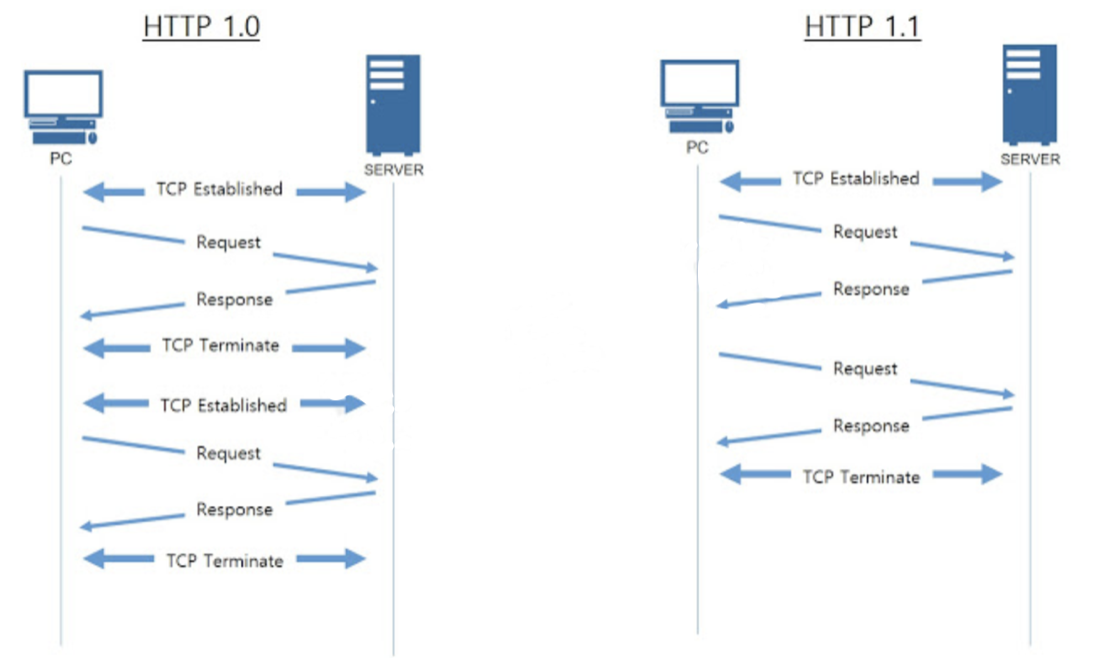 HTTP 1.0
PC
SERVER
TCP Established
Request
Response
TCP Terminate
TCP Established
Request
Response
TCP Terminate
HTTP 1.1
PC
SERVER
TCP Established
Request
Response
Request
Response
TCP Terminate